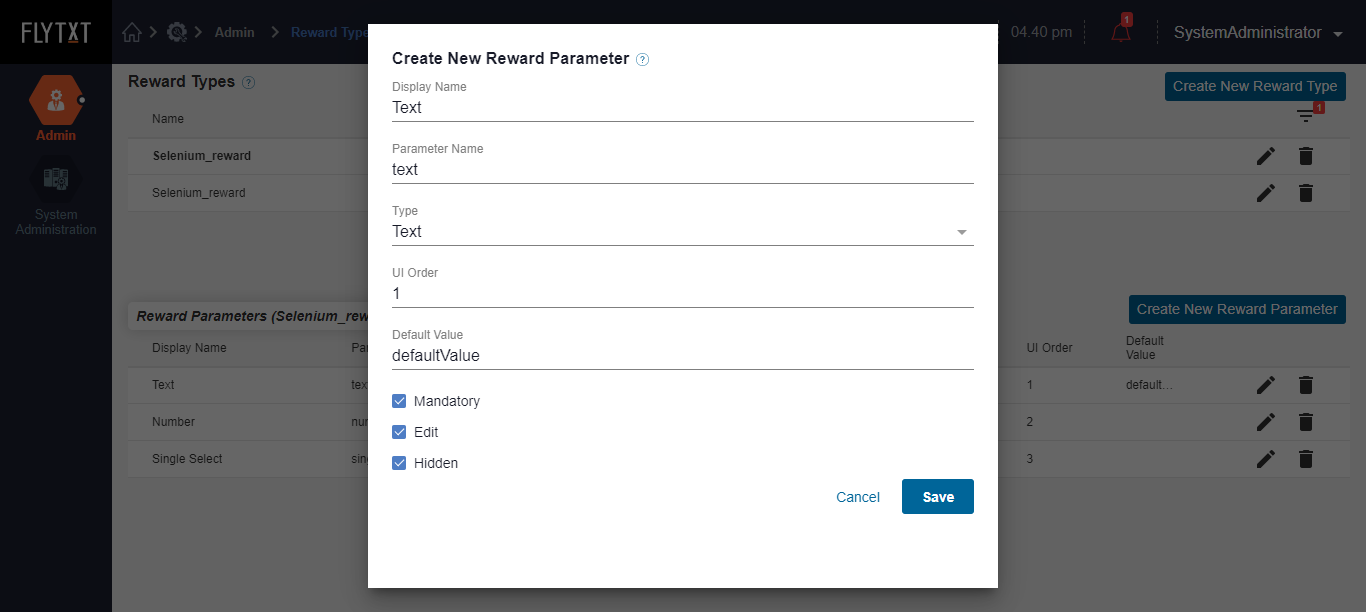 FLYTXT
Admin
Reward Type
04.40 pm
1
SystemAdministrator
Admin
System
Administration
Reward Types ?
Create New Reward Type
Name
1
Selenium_reward
Selenium_reward
Reward Parameters (Selenium_rew
Create New Reward Parameter
Display Name
UI Order
Default
Value
Text
tex
1
default...
Number
2
Single Select
3
Create New Reward Parameter ?
Display Name
Text
Parameter Name
text
Type
Text
UI Order
1
Default Value
defaultValue
Mandatory
Edit
Hidden
Cancel
Save